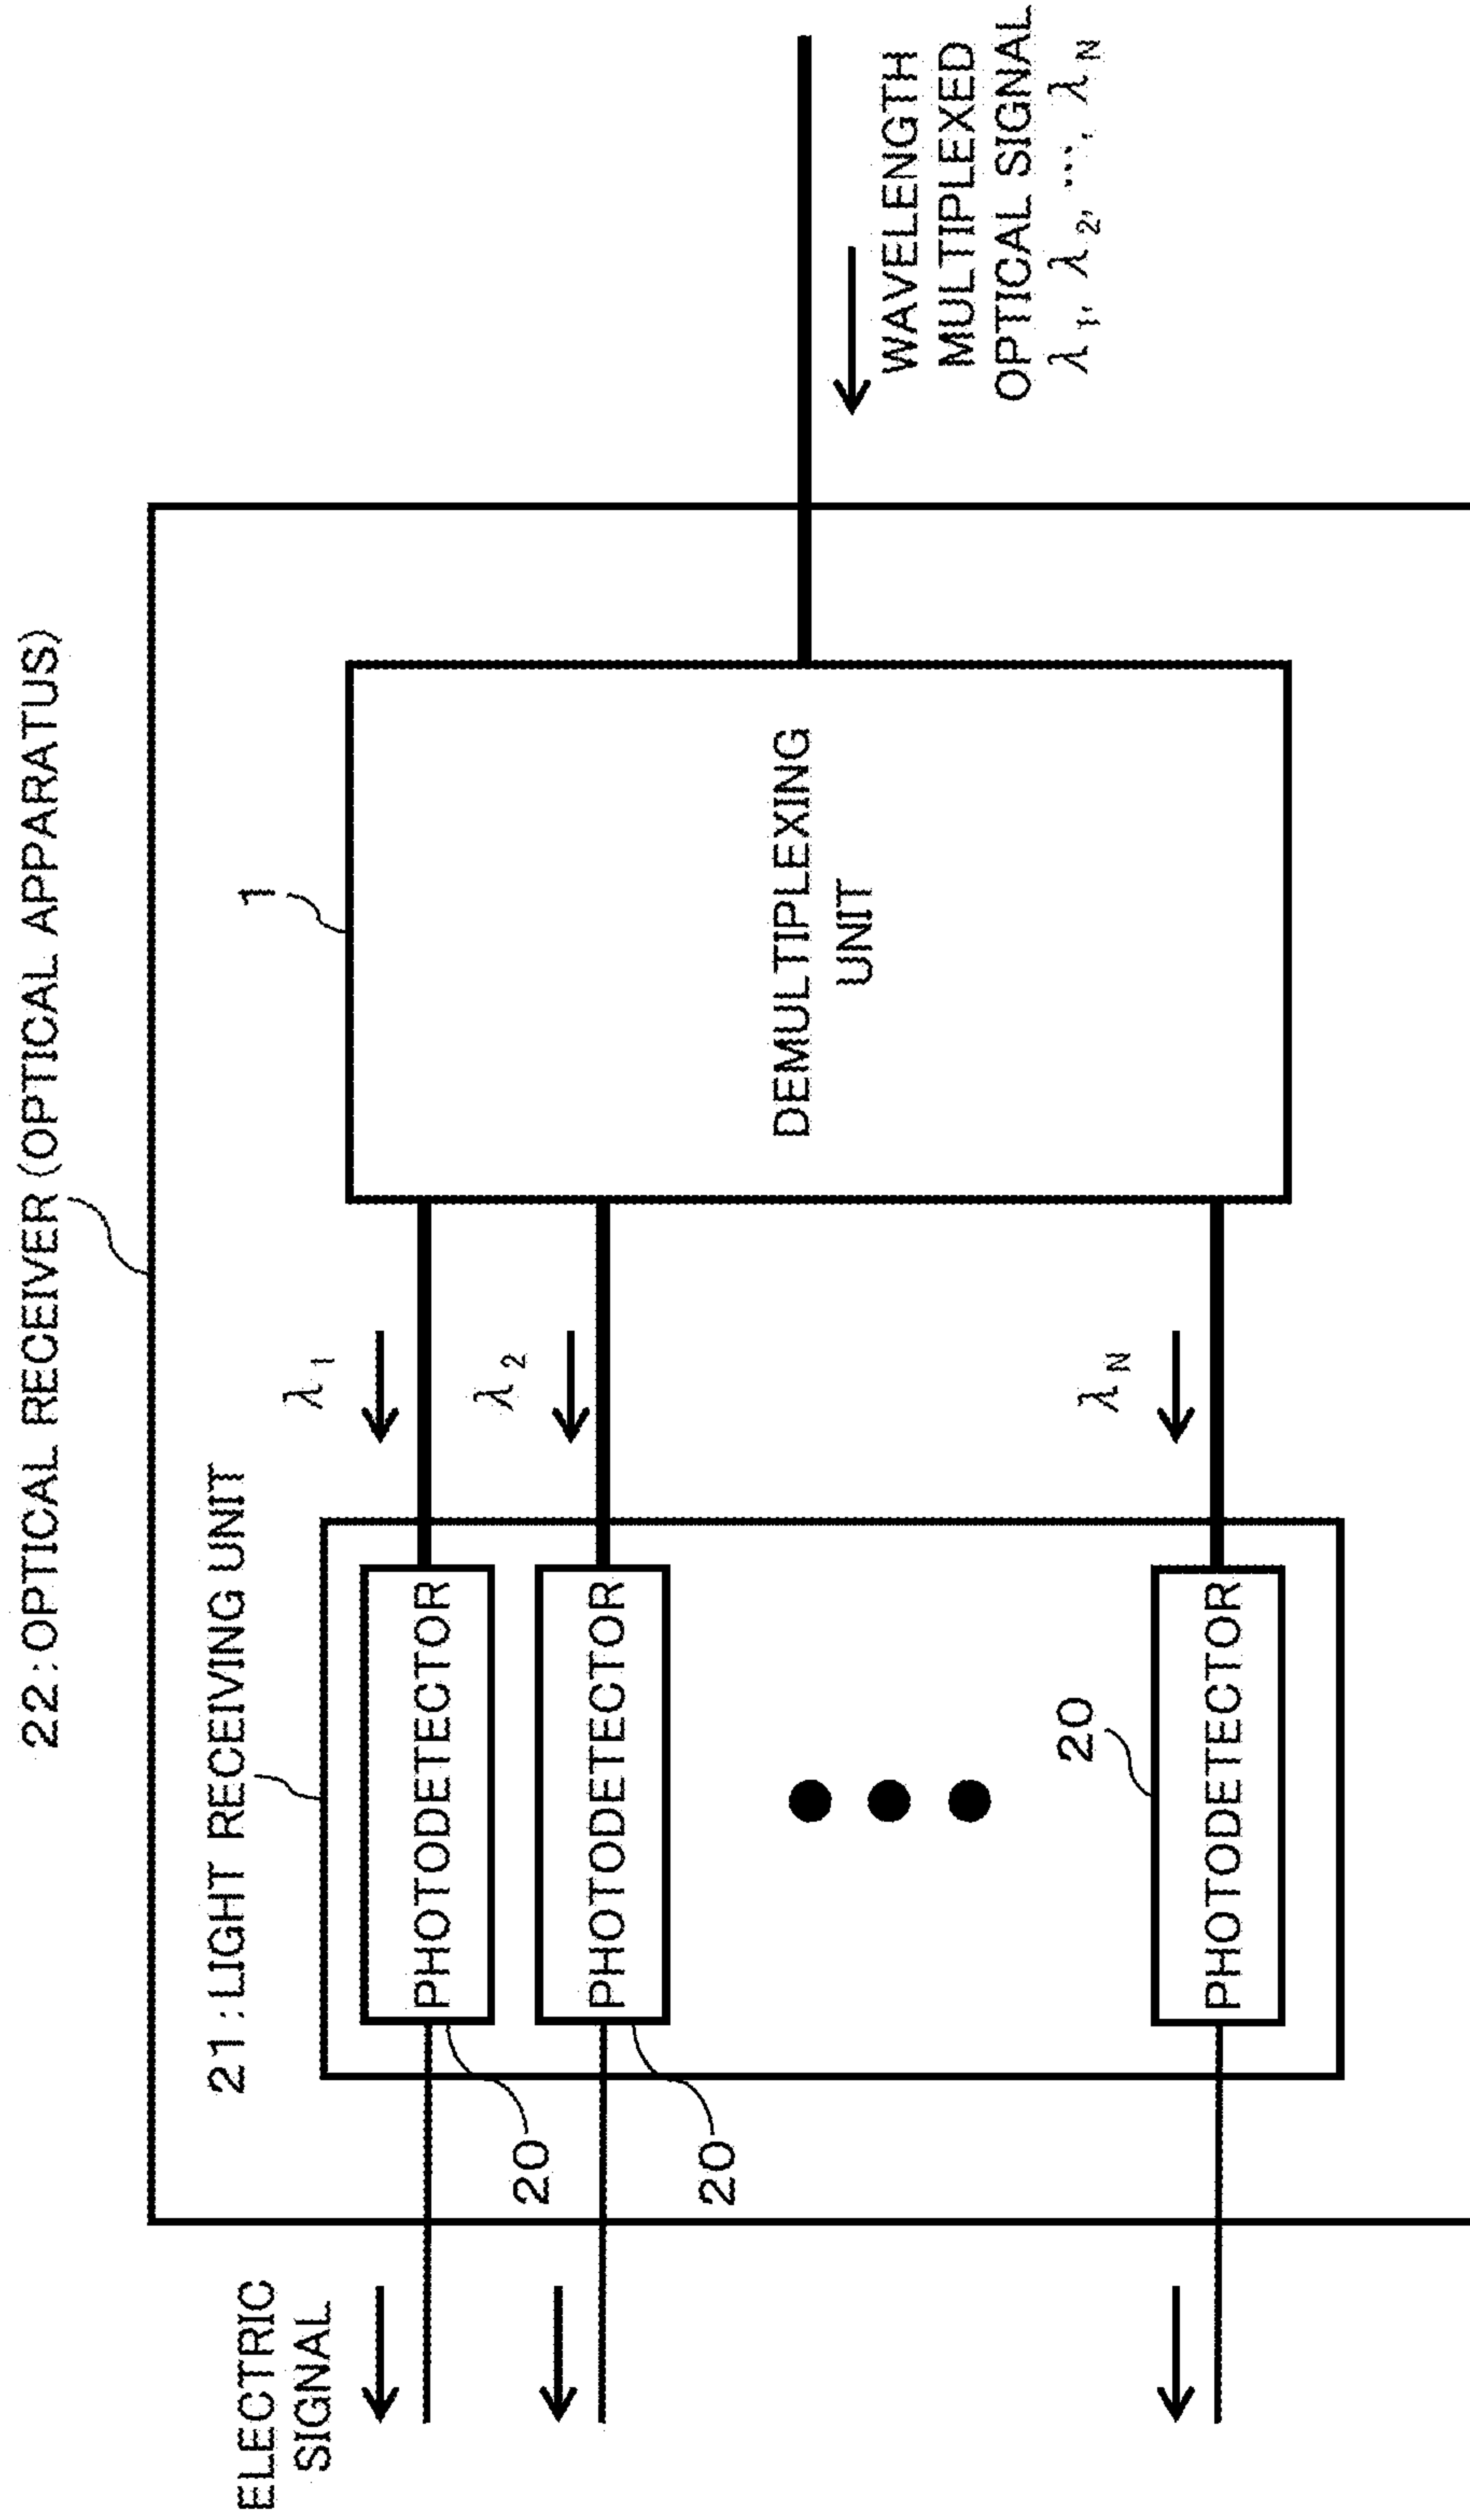 22:OPTICAL RECEIVER (OPTICAL APPARATUS)
21:LIGHT RECEIVING UNIT
ELECTRIC
SIGNAL
PHOTODETECTOR
λ1
1
20
PHOTODETECTOR
λ2
20
DEMULTIPLEXING
UNIT
WAVELENGTH
MULTIPLEXED
OPTICAL SIGNAL
λ1, λ2, ···, λN
20
λN
PHOTODETECTOR